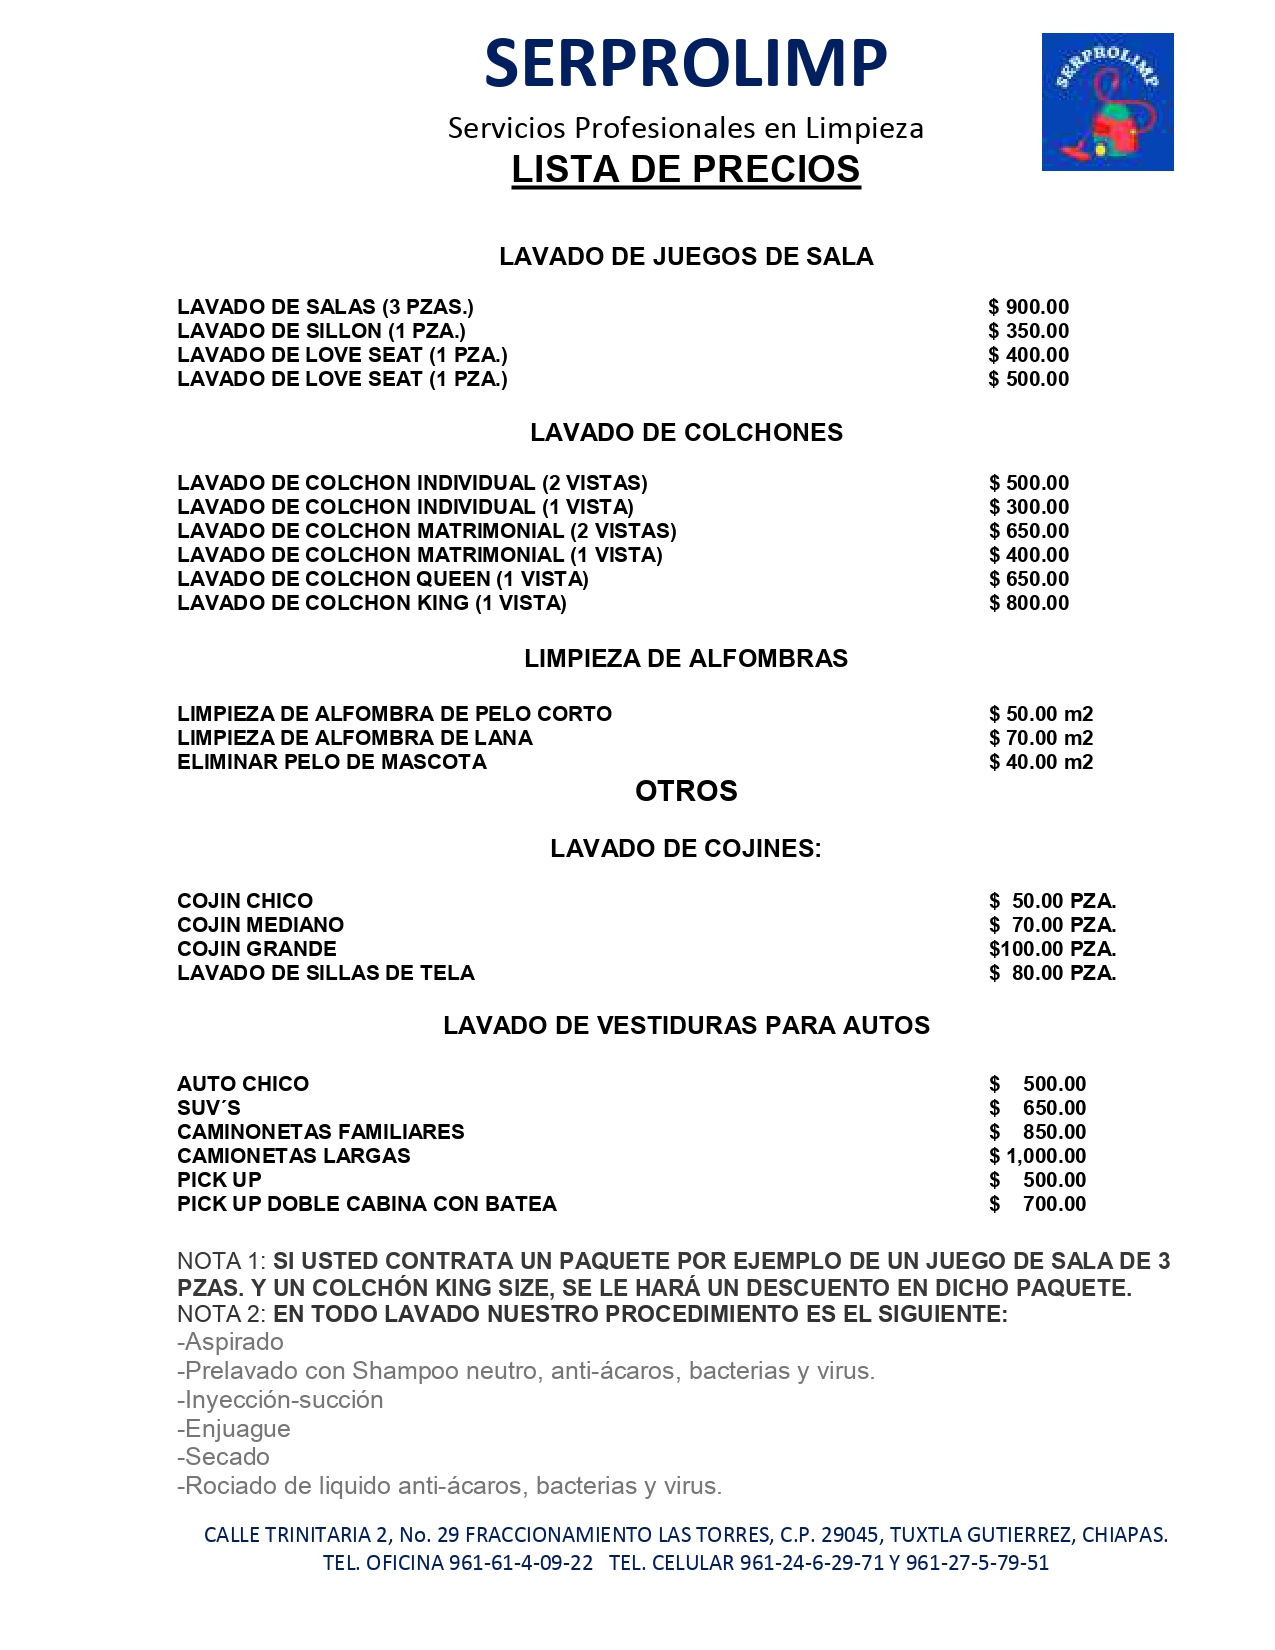 SERPROLIMP
SERPROLIMP
Servicios Profesionales en Limpieza
LISTA DE PRECIOS
LAVADO DE JUEGOS DE SALA
LAVADO DE SALAS (3 PZAS.) $ 900.00
LAVADO DE SILLON (1 PZA.) $ 350.00
LAVADO DE LOVE SEAT (1 PZA.) $ 400.00
LAVADO DE LOVE SEAT (1 PZA.) $ 500.00
LAVADO DE COLCHONES
LAVADO DE COLCHON INDIVIDUAL (2 VISTAS) $ 500.00
LAVADO DE COLCHON INDIVIDUAL (1 VISTA) $ 300.00
LAVADO DE COLCHON MATRIMONIAL (2 VISTAS) $ 650.00
LAVADO DE COLCHON MATRIMONIAL (1 VISTA) $ 400.00
LAVADO DE COLCHON QUEEN (1 VISTA) $ 650.00
LAVADO DE COLCHON KING (1 VISTA) $ 800.00
LIMPIEZA DE ALFOMBRAS
LIMPIEZA DE ALFOMBRA DE PELO CORTO $ 50.00 m2
LIMPIEZA DE ALFOMBRA DE LANA $ 70.00 m2
ELIMINAR PELO DE MASCOTA $ 40.00 m2
OTROS
LAVADO DE COJINES:
COJIN CHICO $ 50.00 PZA.
COJIN MEDIANO $ 70.00 PZA.
COJIN GRANDE $100.00 PZA.
LAVADO DE SILLAS DE TELA $ 80.00 PZA.
LAVADO DE VESTIDURAS PARA AUTOS
AUTO CHICO $ 500.00
SUV´S $ 650.00
CAMINONETAS FAMILIARES $ 850.00
CAMIONETAS LARGAS $ 1,000.00
PICK UP $ 500.00
PICK UP DOBLE CABINA CON BATEA $ 700.00
NOTA 1: SI USTED CONTRATA UN PAQUETE POR EJEMPLO DE UN JUEGO DE SALA DE 3
PZAS. Y UN COLCHÓN KING SIZE, SE LE HARÁ UN DESCUENTO EN DICHO PAQUETE.
NOTA 2: EN TODO LAVADO NUESTRO PROCEDIMIENTO ES EL SIGUIENTE:
-Aspirado
-Prelavado con Shampoo neutro, anti-ácaros, bacterias y virus.
-Inyección-succión
-Enjuague
-Secado
-Rociado de liquido anti-ácaros, bacterias y virus.
CALLE TRINITARIA 2, No. 29 FRACCIONAMIENTO LAS TORRES, C.P. 29045, TUXTLA GUTIERREZ, CHIAPAS.
TEL. OFICINA 961-61-4-09-22 TEL. CELULAR 961-24-6-29-71 Y 961-27-5-79-51